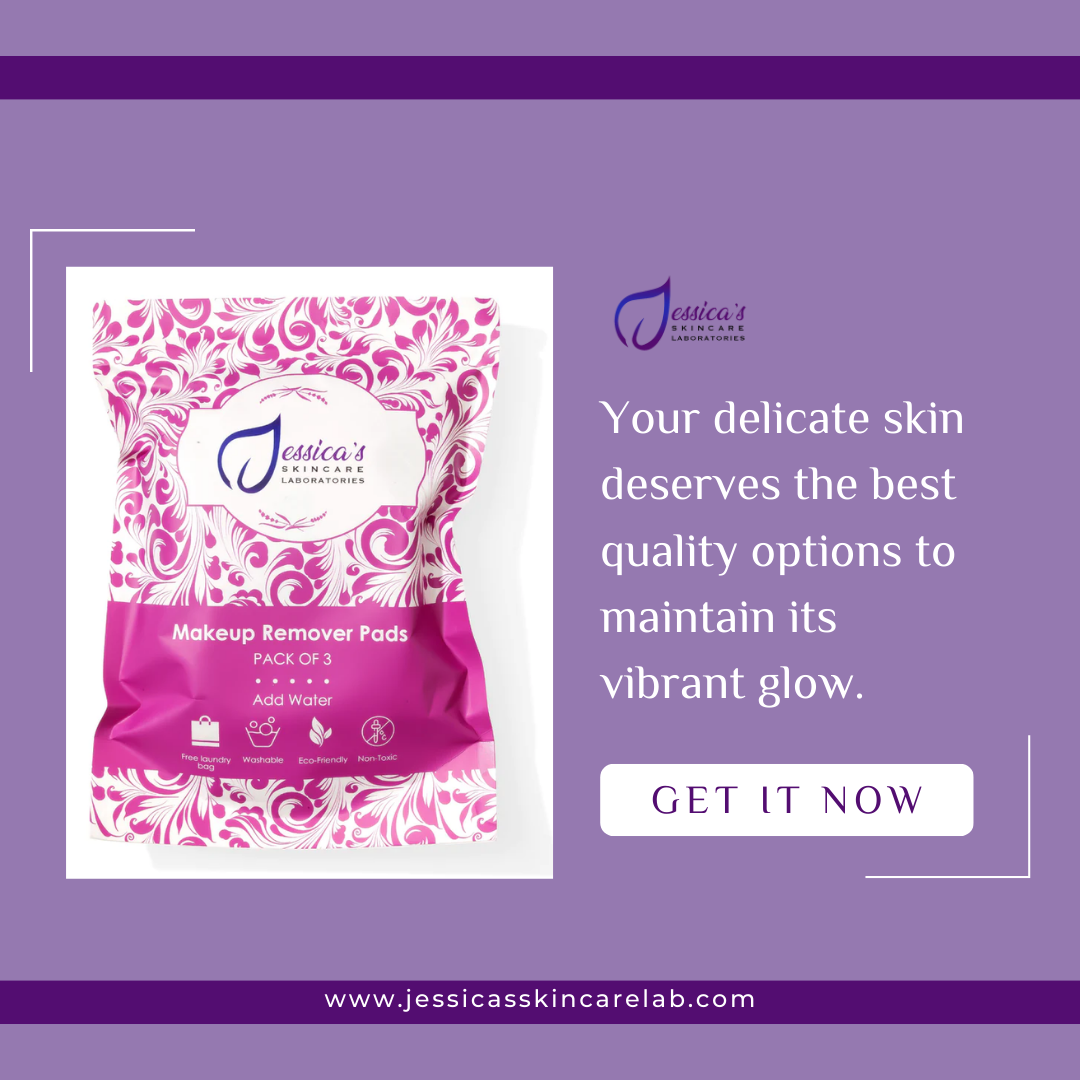 Jessica's
SKINCARE
LABORATORIES
Makeup Remover Pads
PACK OF 3
Add Water
Free laundry
bag
Washable
Eco-Friendly
Non-Toxic
Jessica's
SKINCARE
LABORATORIES
Your delicate skin
deserves the best
quality options to
maintain its
vibrant glow.
GET IT NOW
www.jessicasskincarelab.com